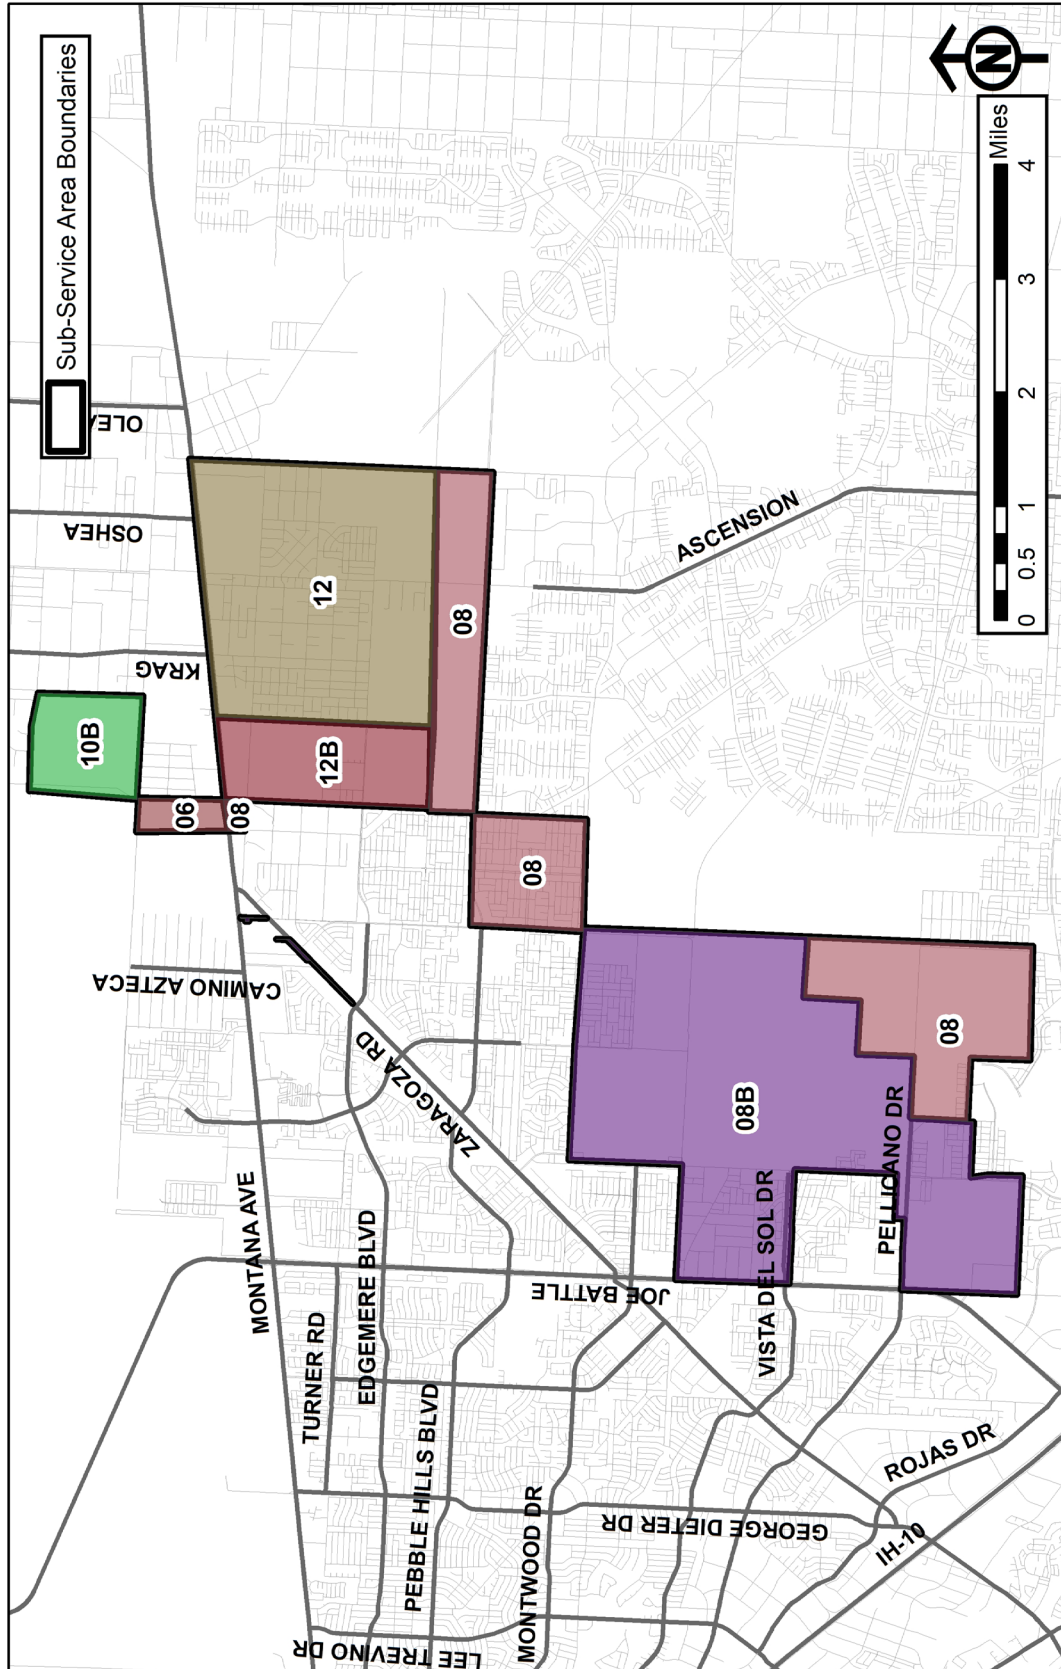 Sub-Service Area Boundaries
N
OLEA
OSHEA
KRAG
10B
06
08
12
12B
08
08
CAMINO AZTECA
ZARAGOZA RD
MONTANA AVE
TURNER RD
EDGEMERE BLVD
PEBBLE HILLS BLVD
MONTWOOD DR
LEE TREVINO DR
GEORGE DIETER DR
JOE BATTLE
VISTA DEL SOL DR
PELLICANO DR
08B
08
ROJAS DR
IH-10
ASCENSION
0 0.5 1 2 3 4
Miles